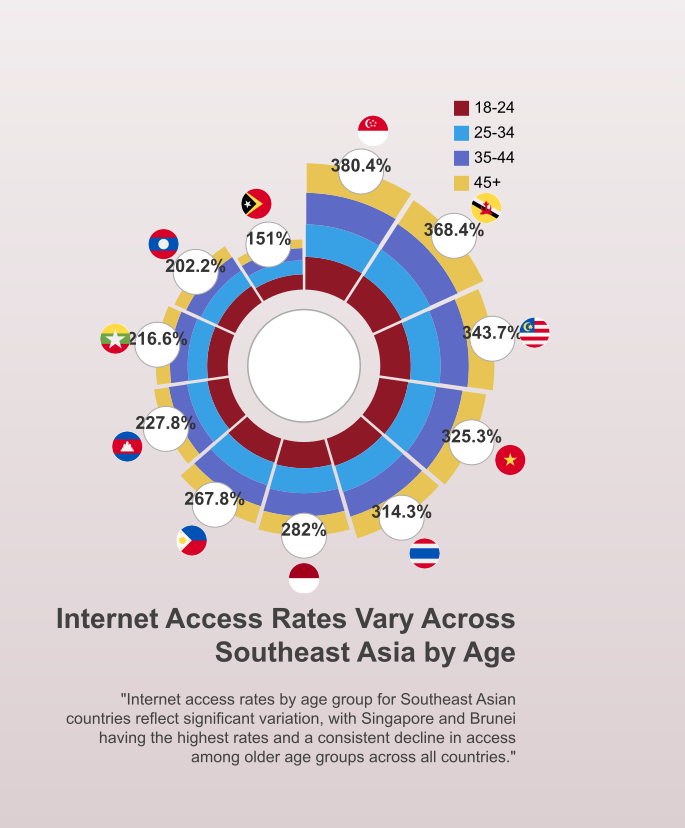 18-24
25-34
35-44
45+
380.4%
368.4%
343.7%
325.3%
314.3%
282%
267.8%
227.8%
216.6%
202.2%
151%
Internet Access Rates Vary Across
Southeast Asia by Age
"Internet access rates by age group for Southeast Asian
countries reflect significant variation, with Singapore and Brunei
having the highest rates and a consistent decline in access
among older age groups across all countries."